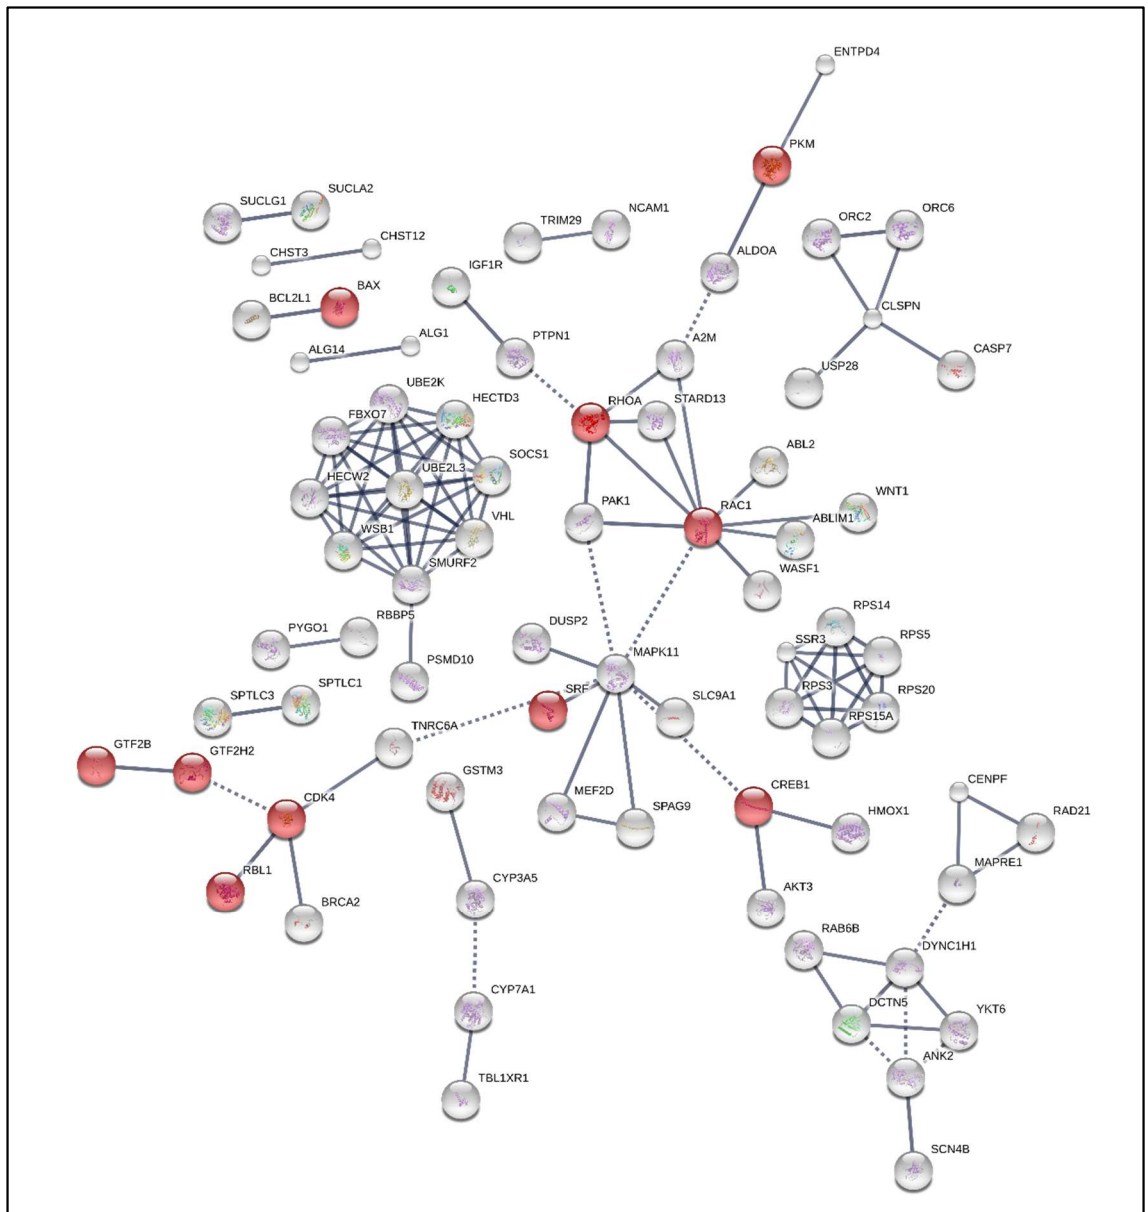 ENTPD4
PKM
SUCLG1
SUCLA2
TRIM29
NCAM1
ORC2
ORC6
CHST3
CHST12
IGF1R
ALDOA
BCL2L1
BAX
CLSPN
ALG14
ALG1
PTPN1
A2M
USP28
CASP7
UBE2K
HECTD3
RHOA
STARD13
FBXO7
ABL2
HECW2
UBE2L3
SOCS1
PAK1
RAC1
ABLIM1
WNT1
WSB1
VHL
SMURF2
WASF1
PYGO1
RBBP5
DUSP2
MAPK11
RPS14
SSR3
RPS5
PSMD10
RPS3
RPS20
SPTLC3
SPTLC1
SRF
SLC9A1
RPS15A
TNRC6A
GTF2B
GTF2H2
GSTM3
CDK4
MEF2D
SPAG9
CREB1
HMOX1
CENPF
RAD21
RBL1
BRCA2
CYP3A5
AKT3
MAPRE1
RAB6B
DYNC1H1
CYP7A1
DCTN5
YKT6
TBL1XR1
ANK2
SCN4B